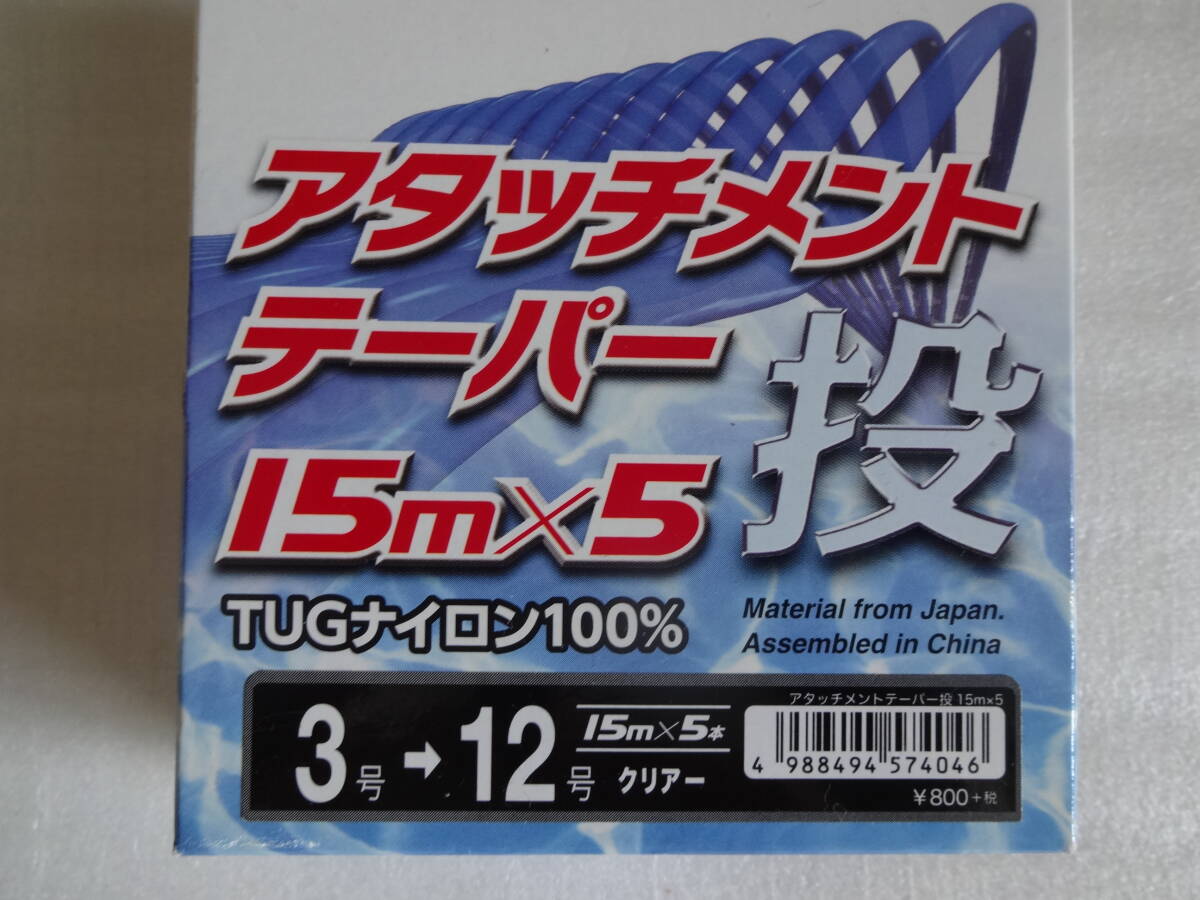 アタッチメント
テーパー
投
15m×5
TUGナイロン100%
Material from Japan.
Assembled in China
3号➡12号
15m×5本
クリアー
アタッチメントテーパー投 15m×5
4 988494 574046
¥800+税